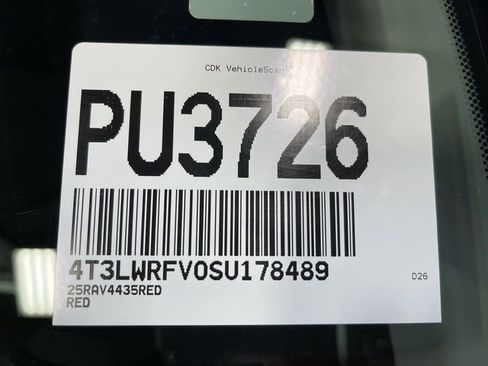 CDK VehicleScan
PU3726
4T3LWRFV0SU178489
25RAV4435RED
RED
D26